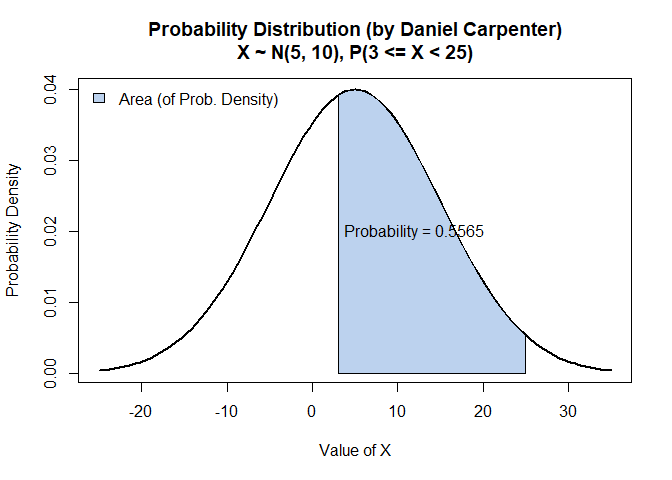 Probability Distribution (by Daniel Carpenter)
X ~ N(5, 10), P(3 <= X < 25)
Area (of Prob. Density)
Probability = 0.5565
Probability Density
0.04
0.03
0.02
0.01
0.00
-20 -10 0 10 20 30
Value of X